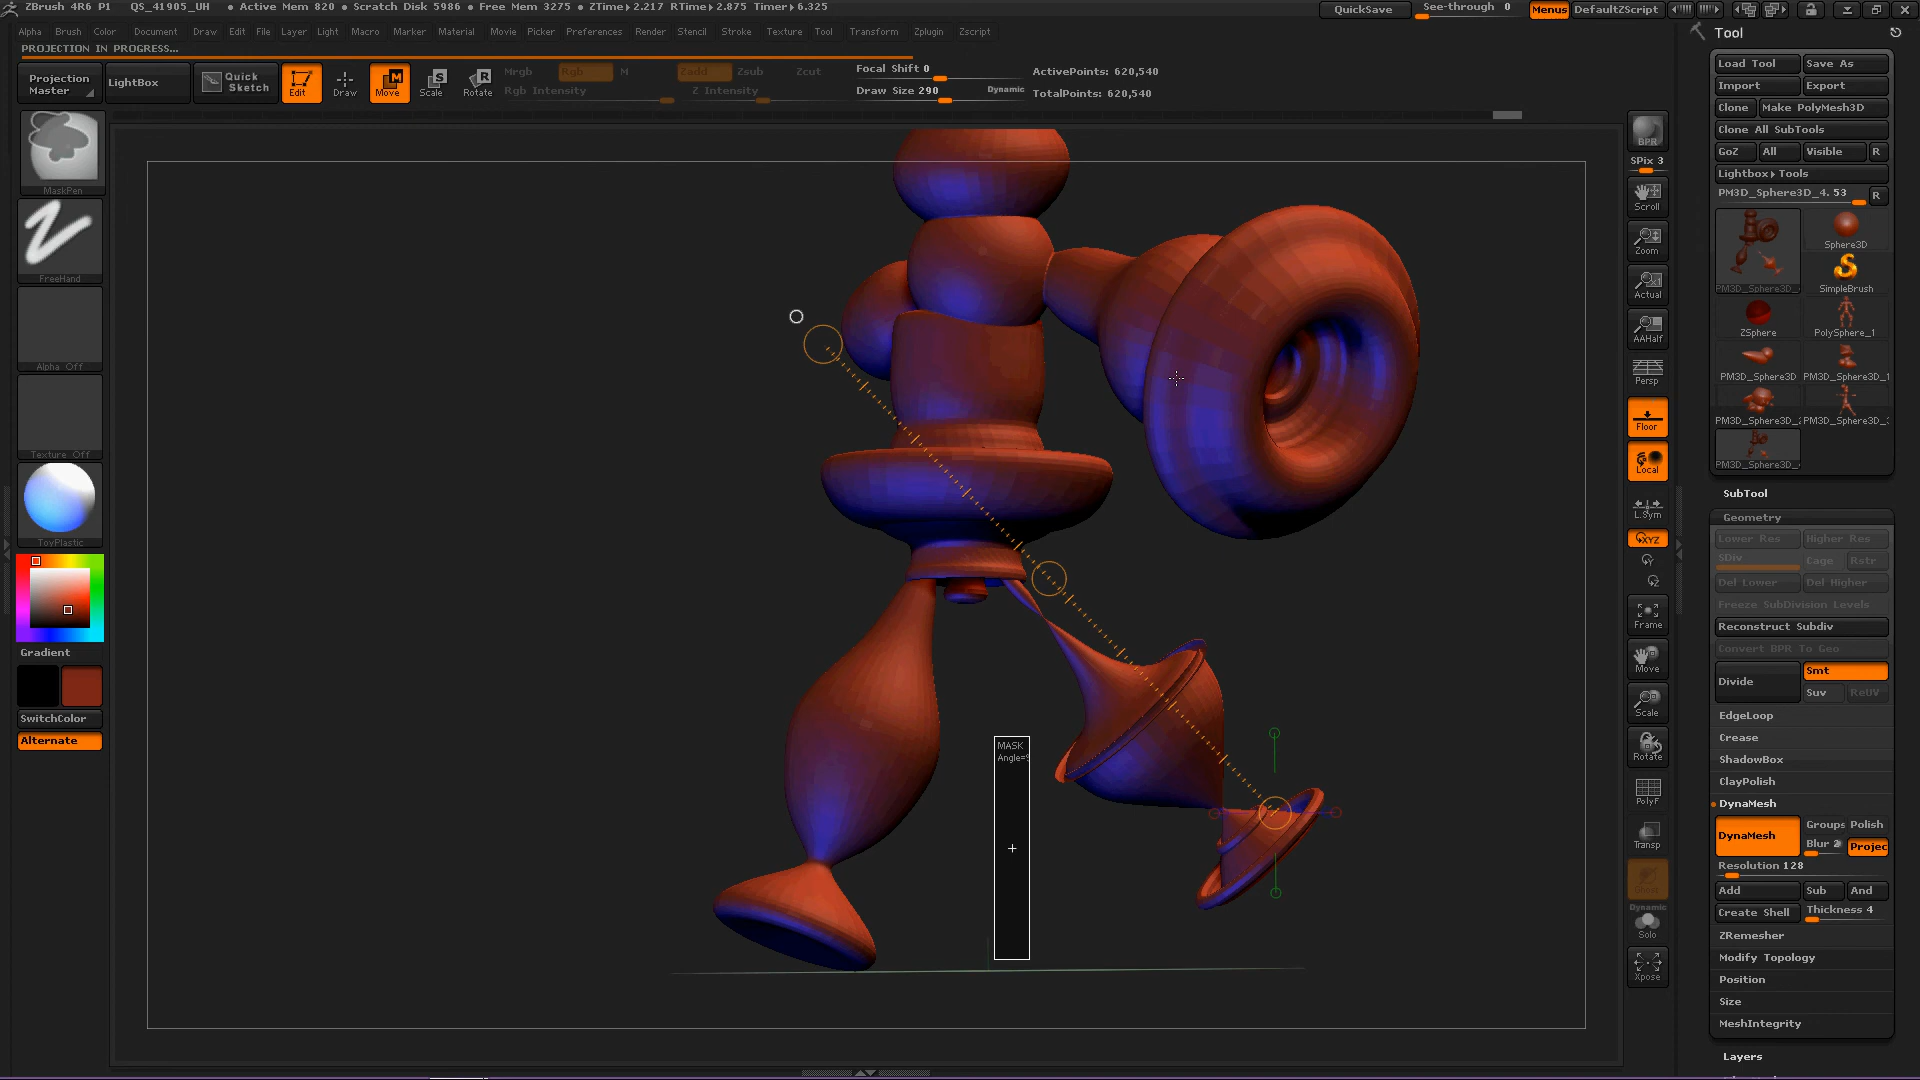 ZBrush 4R6 P1 QS_41905_UH • Active Mem 820 • Scratch Disk 5986 • Free Mem 3275 • ZTime▸2.217 RTime▸2.875 Timer▸6.325 QuickSave See-through 0 Menus DefaultZScript
Alpha Brush Color Document Draw Edit File Layer Light Macro Marker Material Movie Picker Preferences Render Stencil Stroke Texture Tool Transform Zplugin Zscript
PROJECTION IN PROGRESS...
Projection Master
LightBox
Quick Sketch
Edit
Draw
Move
Scale
Rotate
Mrgb Rgb M
Rgb Intensity
Zadd Zsub Zcut
Z Intensity
Focal Shift 0
Draw Size 290 Dynamic
ActivePoints: 620,540
TotalPoints: 620,540
MaskPen
FreeHand
Alpha Off
Texture Off
ToyPlastic
Gradient
SwitchColor
Alternate
MASK
BPR
SPix 3
Scroll
Zoom
Actual
AAHalf
Persp
Floor
Local
L.Sym
XYZ
Y
Z
Frame
Move
Scale
Rotate
PolyF
Transp
Ghost
Dynamic
Solo
Xpose
Tool
Load Tool Save As
Import Export
Clone Make PolyMesh3D
Clone All SubTools
GoZ All Visible R
Lightbox▸Tools
PM3D_Sphere3D_4. 53 R
Sphere3D
PM3D_Sphere3D_ SimpleBrush
ZSphere PolySphere_1
PM3D_Sphere3D PM3D_Sphere3D_1
PM3D_Sphere3D_2 PM3D_Sphere3D_3
PM3D_Sphere3D_
SubTool
Geometry
Lower Res Higher Res
SDiv Cage Rstr
Del Lower Del Higher
Freeze SubDivision Levels
Reconstruct Subdiv
Convert BPR To Geo
Divide Smt
Suv ReUV
EdgeLoop
Crease
ShadowBox
ClayPolish
DynaMesh
DynaMesh Groups Polish
Blur 2 Projec
Resolution 128
Add Sub And
Create Shell Thickness 4
ZRemesher
Modify Topology
Position
Size
MeshIntegrity
Layers